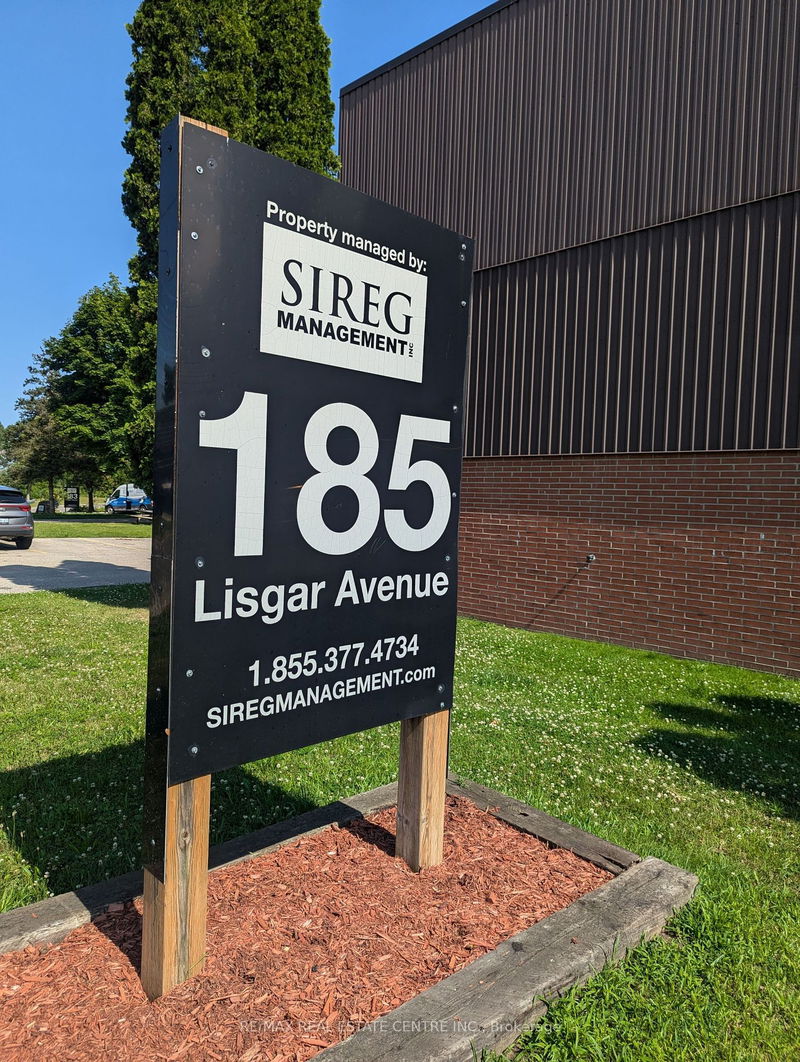 Property managed by:
SIREG
MANAGEMENT INC
185
Lisgar Avenue
1.855.377.4734
SIREGMANAGEMENT.com
183
RE/MAX REAL ESTATE CENTRE INC., Brokerage